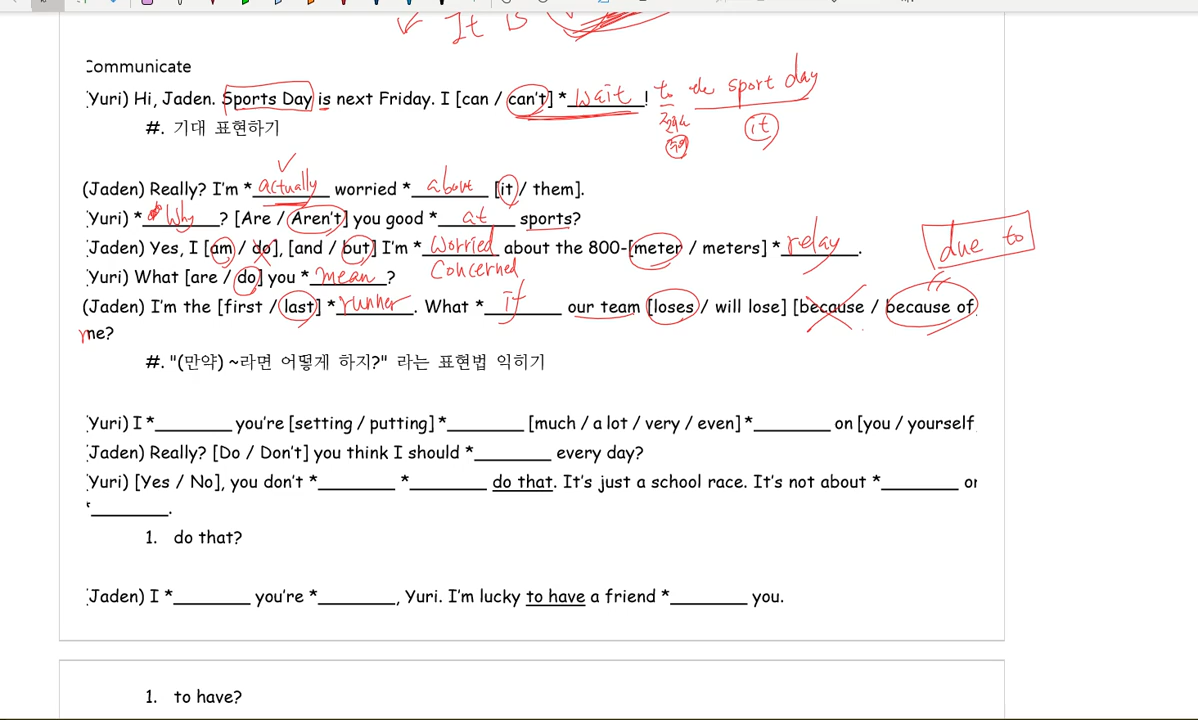 ✓ It is
Communicate
Yuri) Hi, Jaden. Sports Day is next Friday. I [can / can't] *wait! to the sport day
#. 기대 표현하기 it
(Jaden) Really? I'm *actually worried *about [it / them].
Yuri) *Why? [Are / Aren't] you good *at sports?
Jaden) Yes, I [am / do], [and / but] I'm *worried about the 800-[meter / meters] *relay. due to
Concerned
Yuri) What [are / do] you *mean?
(Jaden) I'm the [first / last] *runner. What *if our team [loses / will lose] [because / because of
me?
#. "(만약) ~라면 어떻게 하지?" 라는 표현법 익히기
Yuri) I *________ you're [setting / putting] *________ [much / a lot / very / even] *________ on [you / yourself
Jaden) Really? [Do / Don't] you think I should *________ every day?
Yuri) [Yes / No], you don't *________ *________ do that. It's just a school race. It's not about *________ or
*________.
1. do that?
Jaden) I *________ you're *________, Yuri. I'm lucky to have a friend *________ you.
1. to have?